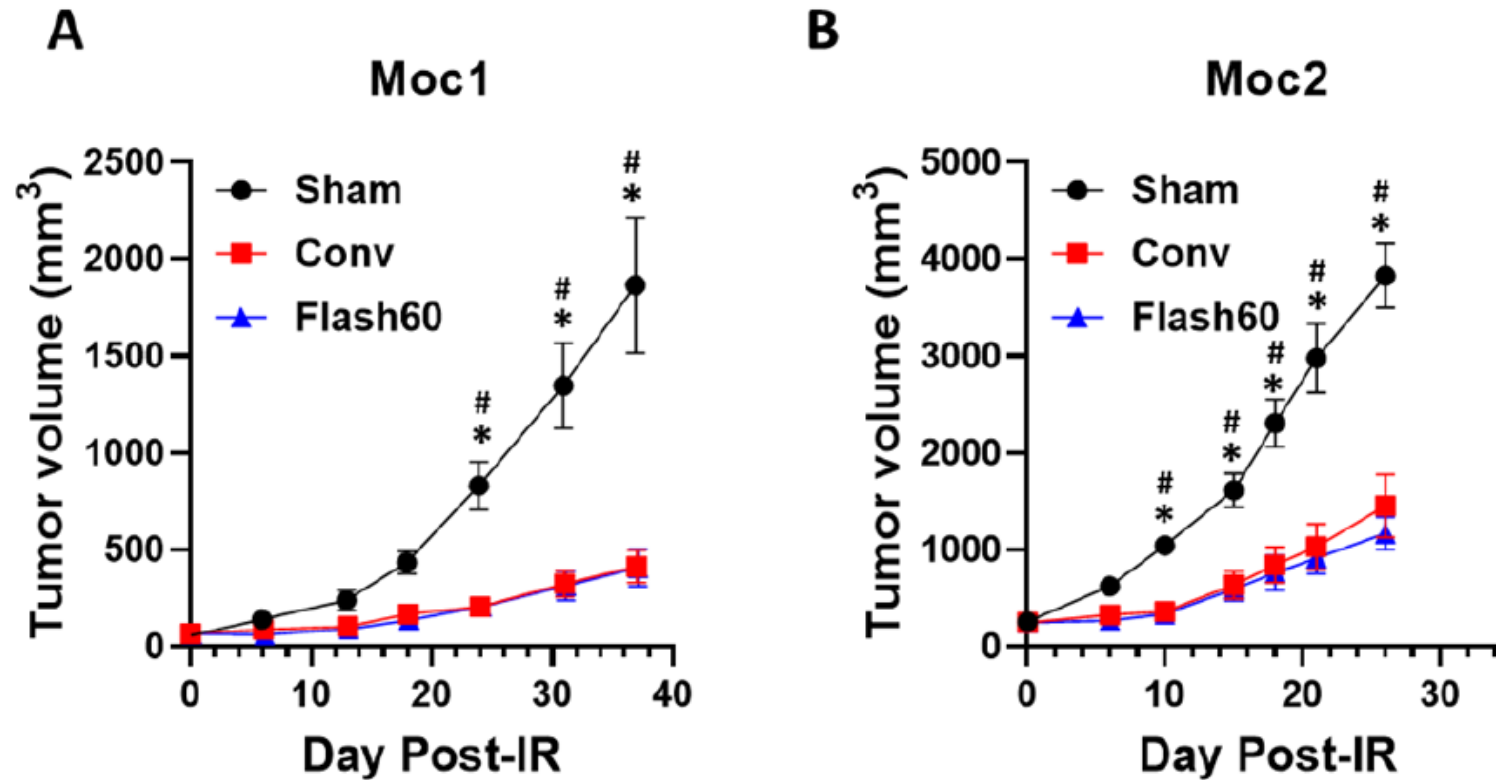 A
Moc1
Tumor volume (mm³)
2500
2000
1500
1000
500
0
Sham
Conv
Flash60
#
*
#
*
#
*
#
*
0
10
20
30
40
Day Post-IR
B
Moc2
Tumor volume (mm³)
5000
4000
3000
2000
1000
0
Sham
Conv
Flash60
#
*
#
*
#
*
#
*
#
*
0
10
20
30
Day Post-IR